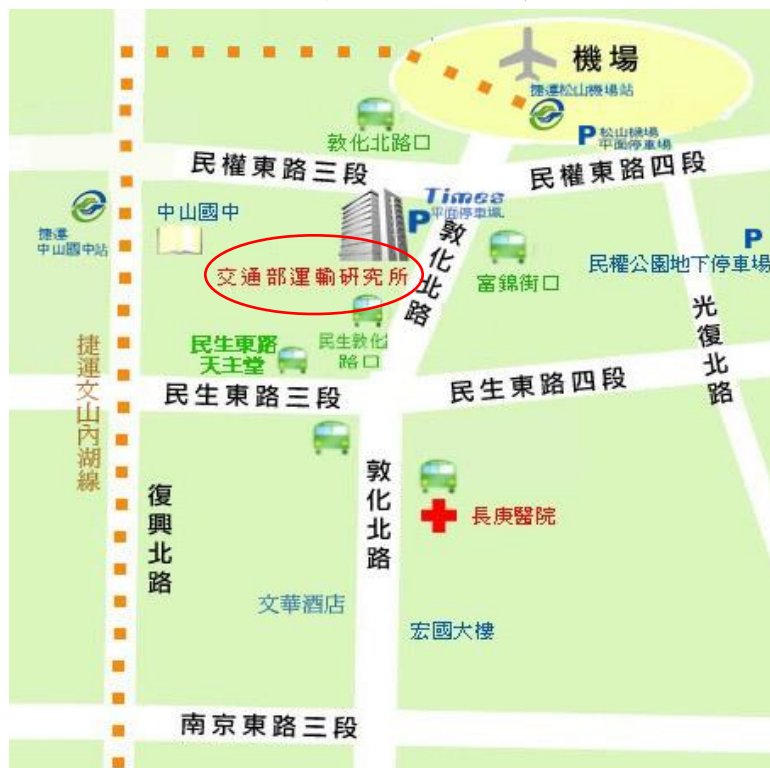 機場
捷運松山機場站
P 松山機場
平面停車場
敦化北路口
民權東路三段
民權東路四段
捷運
中山國中站
中山國中
Times
P 平面停車場
交通部運輸研究所
敦化北路
富錦街口
P
民權公園地下停車場
光復北路
民生東路
天主堂
民生敦化
路口
捷運文山內湖線
民生東路三段
民生東路四段
復興北路
敦化北路
長庚醫院
文華酒店
宏國大樓
南京東路三段